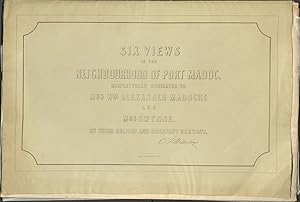 SIX VIEWS
IN THE
NEIGHBOURHOOD OF PORT MADOC,
RESPECTFULLY DEDICATED TO
MRS WM ALEXANDER MADOCKS
AND
MRS GWYNNE,
BY THEIR OBLIGED AND OBEDIENT SERVANT,